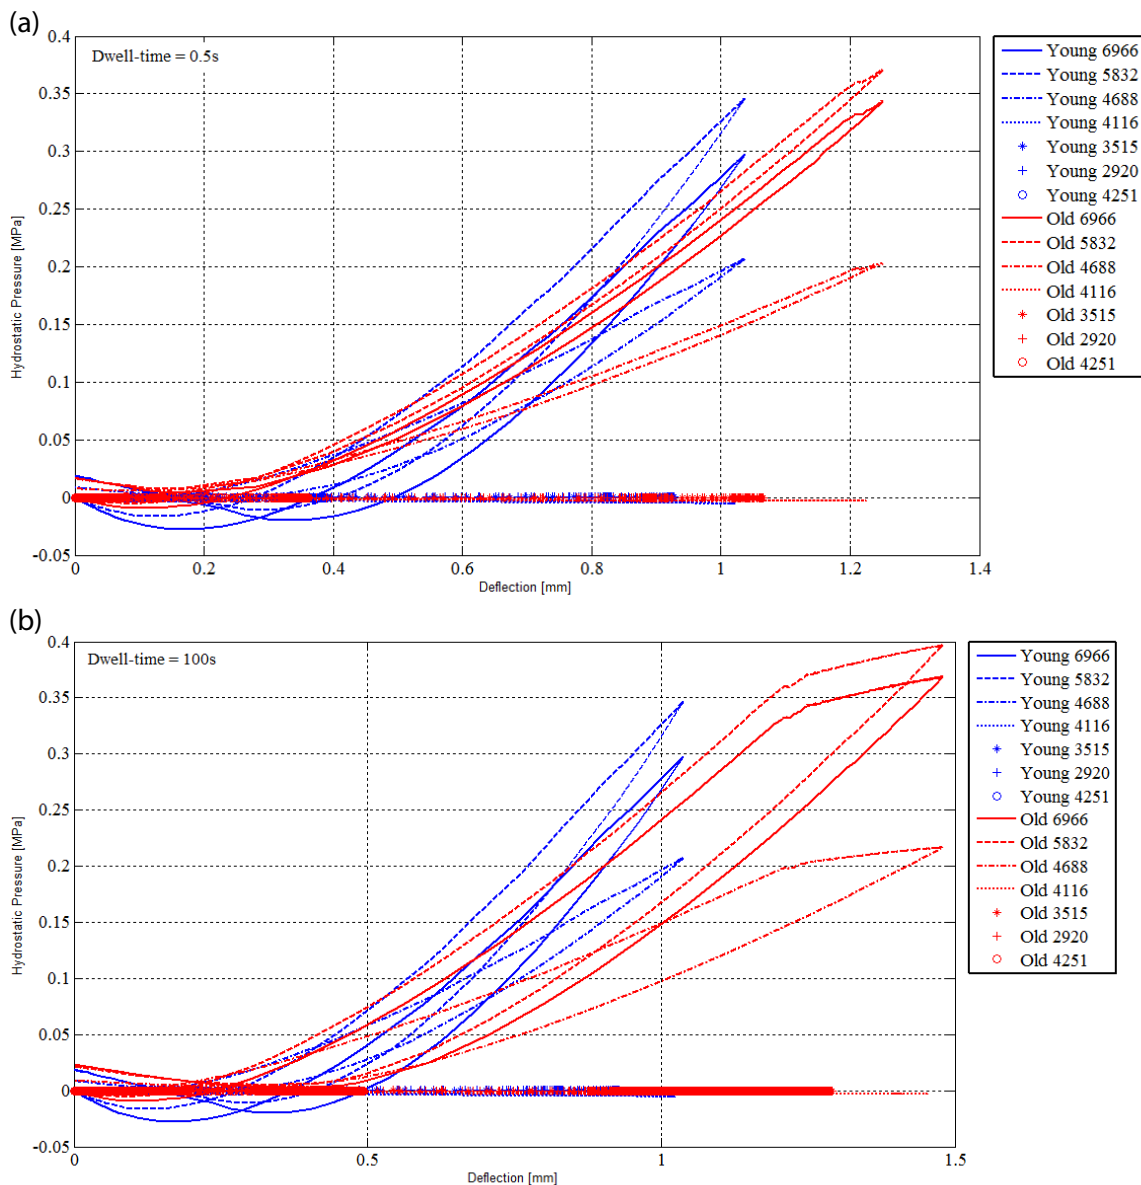 (a)
0.4
0.35
0.3
0.25
0.2
0.15
0.1
0.05
0
-0.05
Hydrostatic Pressure [MPa]
Dwell-time = 0.5s
0 0.2 0.4 0.6 0.8 1 1.2 1.4
Deflection [mm]
Young 6966
Young 5832
Young 4688
Young 4116
Young 3515
Young 2920
Young 4251
Old 6966
Old 5832
Old 4688
Old 4116
Old 3515
Old 2920
Old 4251
(b)
0.4
0.35
0.3
0.25
0.2
0.15
0.1
0.05
0
-0.05
Hydrostatic Pressure [MPa]
Dwell-time = 100s
0 0.5 1 1.5
Deflection [mm]
Young 6966
Young 5832
Young 4688
Young 4116
Young 3515
Young 2920
Young 4251
Old 6966
Old 5832
Old 4688
Old 4116
Old 3515
Old 2920
Old 4251